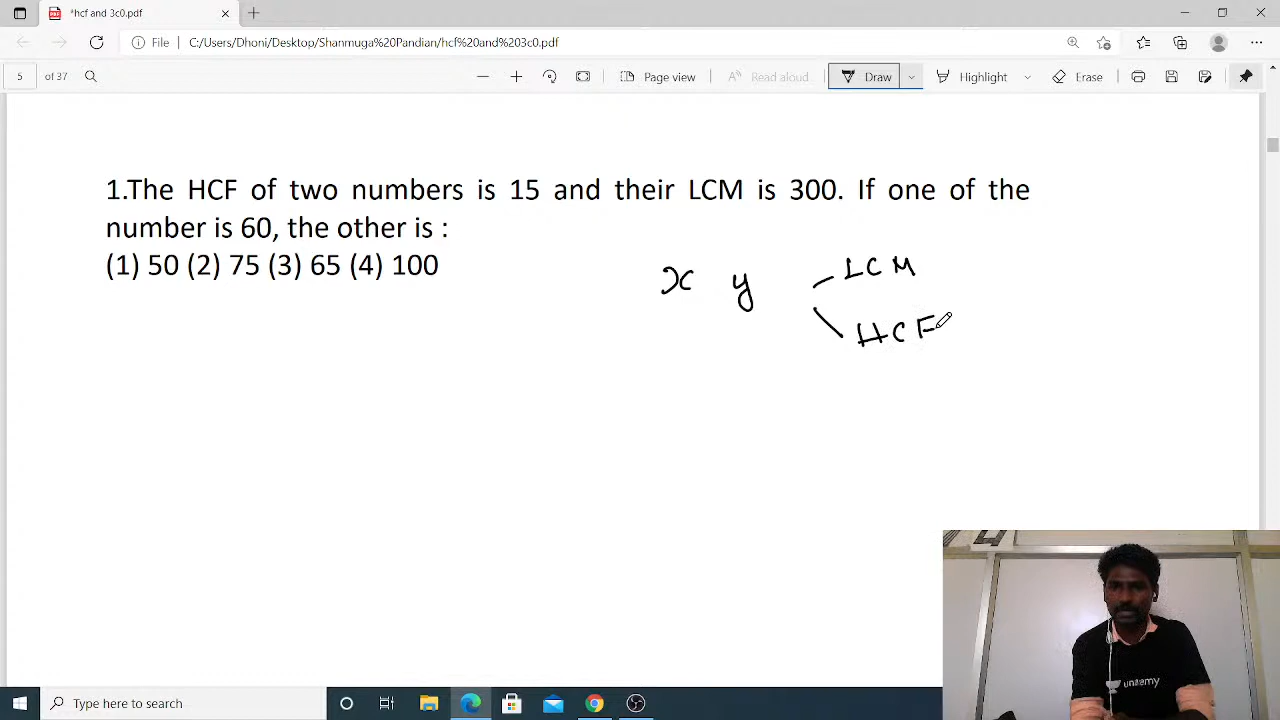 *hcf and 3c0.pdf
File C:/Users/Dhoni/Desktop/Shanmuga%20Pandian/hcf%20and%203c0.pdf
5 of 37 Page view Read aloud Draw Highlight Erase
1.The HCF of two numbers is 15 and their LCM is 300. If one of the
number is 60, the other is :
(1) 50 (2) 75 (3) 65 (4) 100
x y LCM
HCF
unacademy
Type here to search